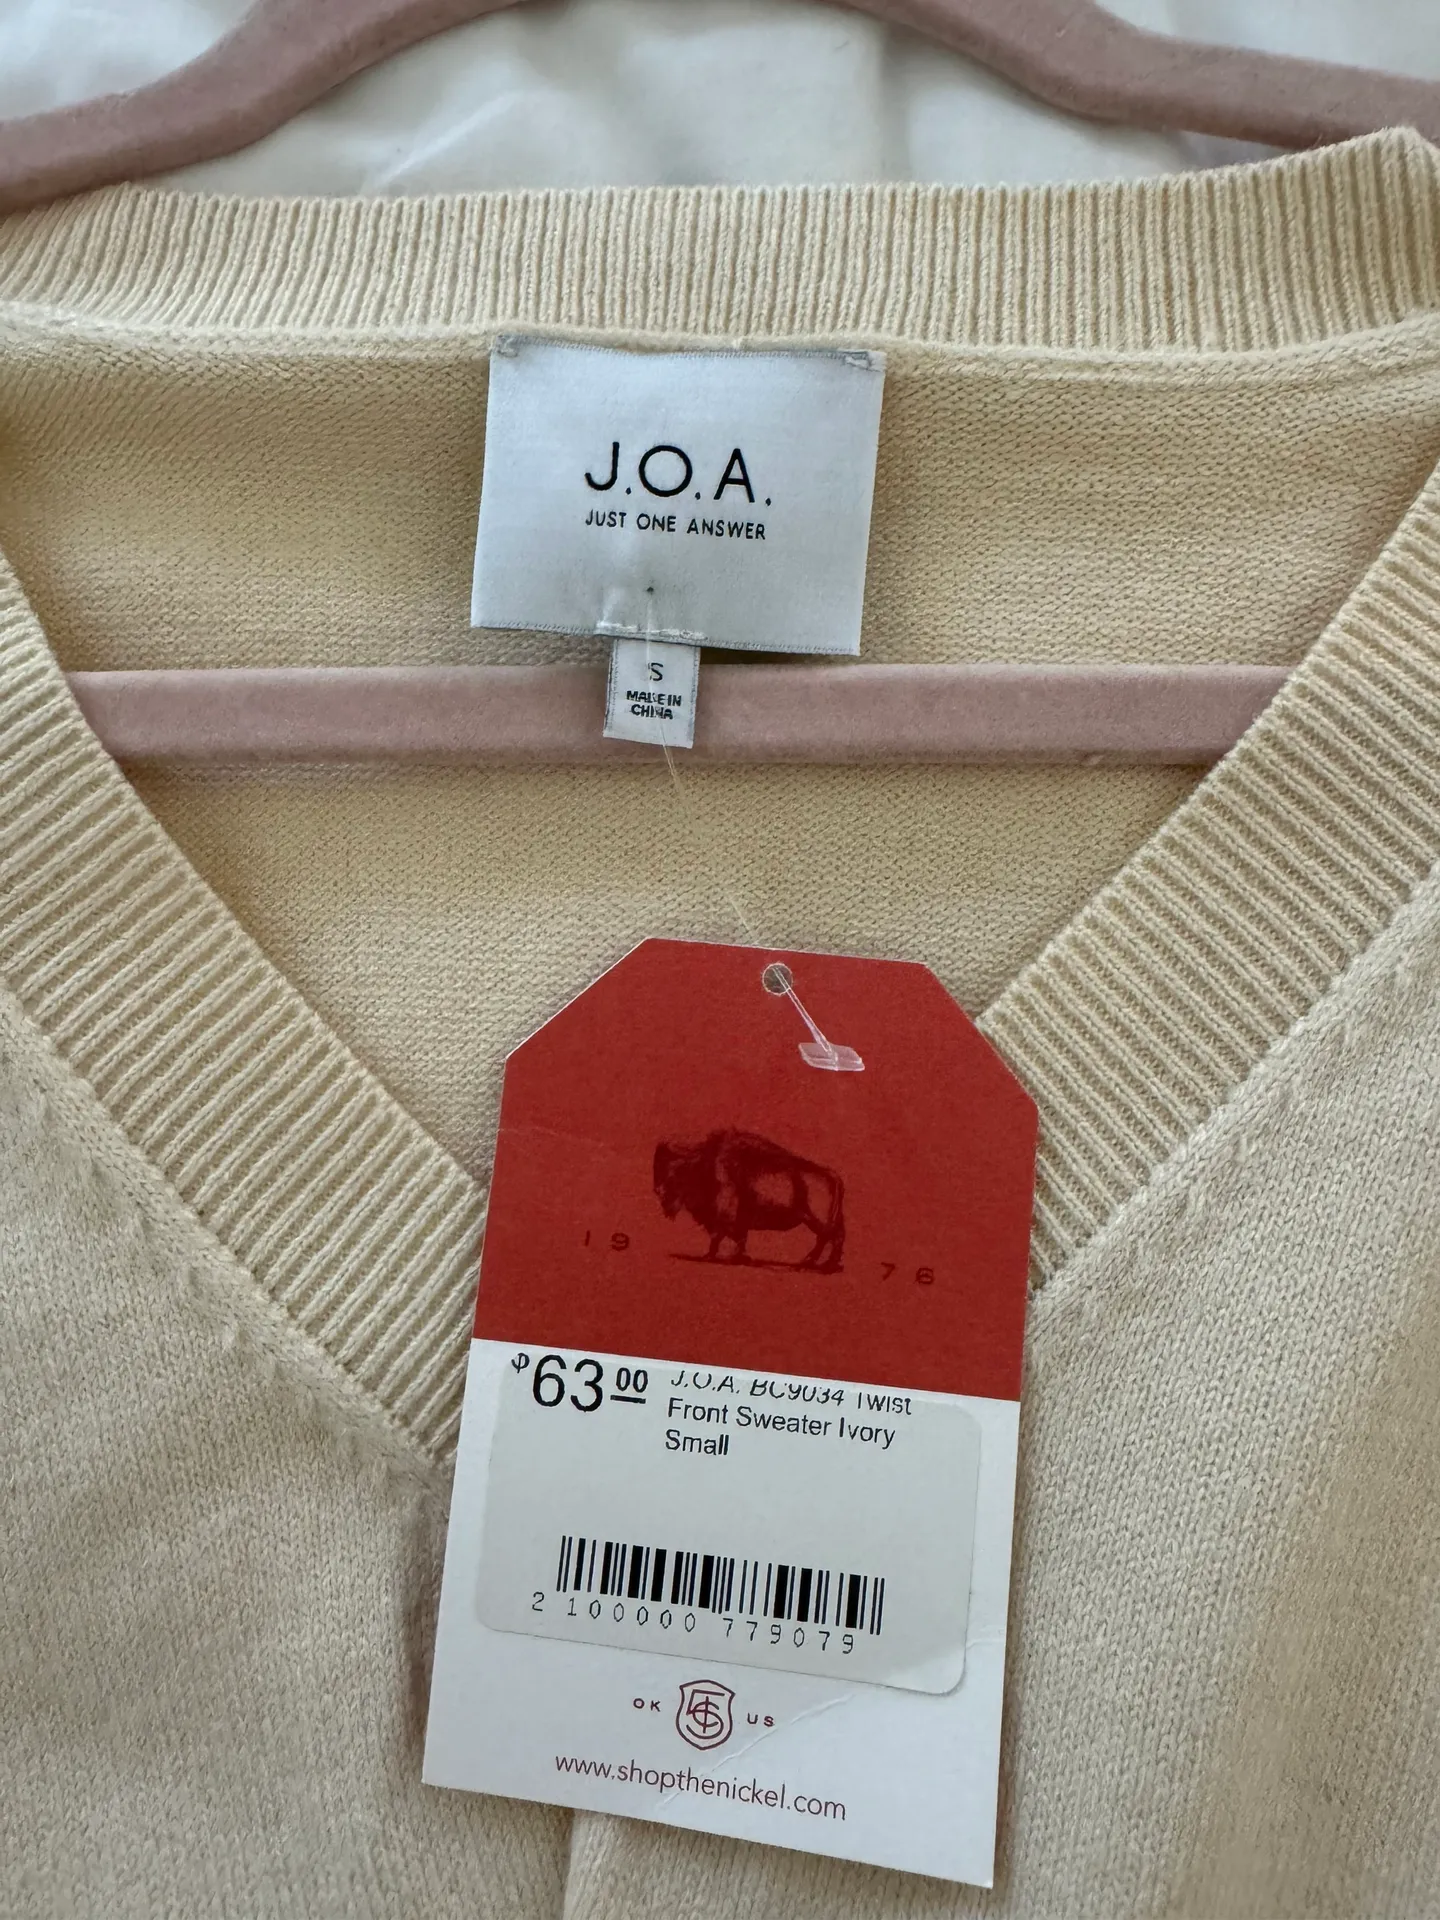 J.O.A.
JUST ONE ANSWER
S
MADE IN
CHINA
19 76
$63.00 J.O.A. BC9034 Twist
Front Sweater Ivory
Small
2 100000 779079
OK 5¢ US
www.shopthenickel.com